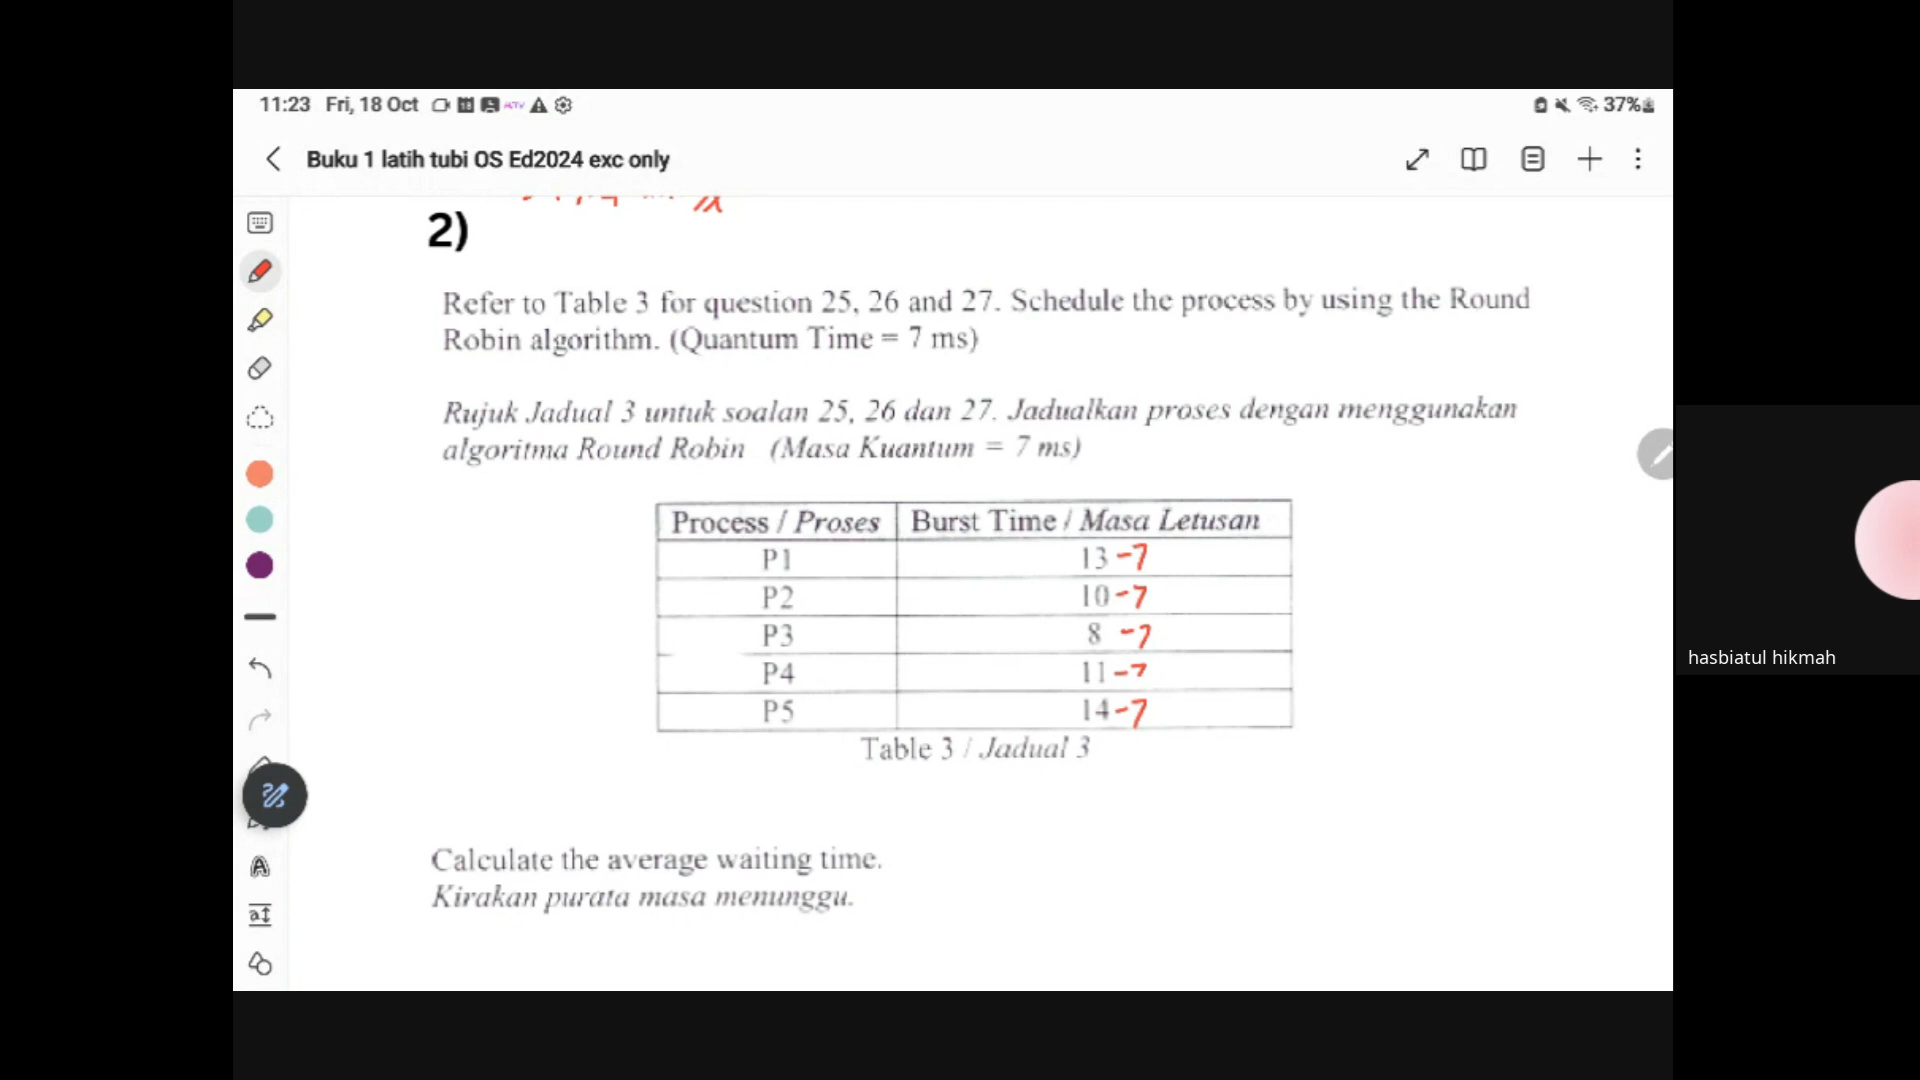 11:23 Fri, 18 Oct
37%
Buku 1 latih tubi OS Ed2024 exc only
2)
Refer to Table 3 for question 25, 26 and 27. Schedule the process by using the Round
Robin algorithm. (Quantum Time = 7 ms)
Rujuk Jadual 3 untuk soalan 25, 26 dan 27. Jadualkan proses dengan menggunakan
algoritma Round Robin (Masa Kuantum = 7 ms)
Process / Proses Burst Time / Masa Letusan
P1 13 -7
P2 10 -7
P3 8 -7
P4 11 -7
P5 14 -7
Table 3 / Jadual 3
hasbiatul hikmah
Calculate the average waiting time.
Kirakan purata masa menunggu.